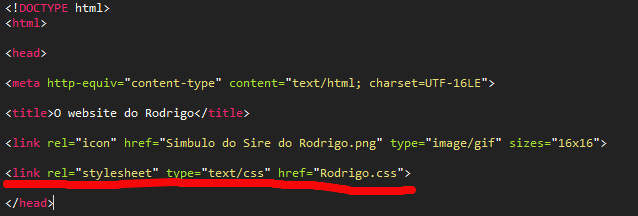 <!DOCTYPE html>
<html>
<head>
<meta http-equiv="content-type" content="text/html; charset=UTF-16LE">
<title>O website do Rodrigo</title>
<link rel="icon" href="Simbulo do Sire do Rodrigo.png" type="image/gif" sizes="16x16">
<link rel="stylesheet" type="text/css" href="Rodrigo.css">
</head>